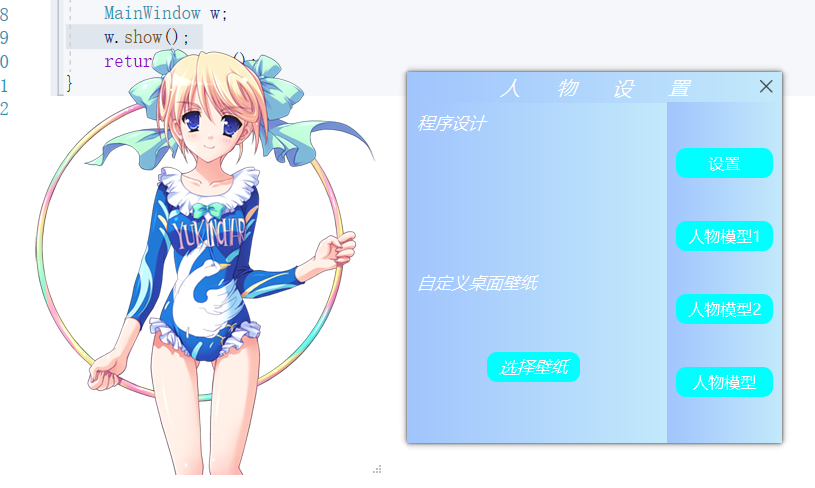 8 MainWindow w;
9 w.show();
0 retur
1 }
2
YUKINCHAR
人 物 设 置
程序设计
设置
人物模型1
自定义桌面壁纸
人物模型2
选择壁纸
人物模型